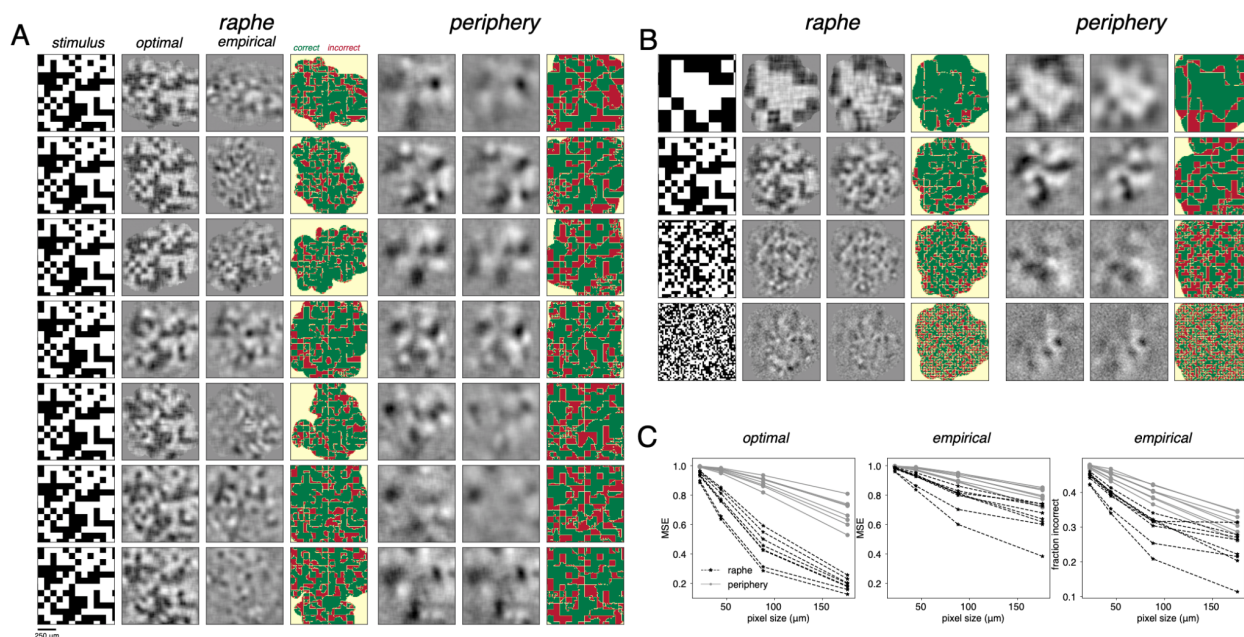 A
raphe
periphery
stimulus
optimal
empirical
correct incorrect
250 μm
B
raphe
periphery
C
optimal
empirical
empirical
MSE
1.0
0.8
0.6
0.4
0.2
raphe
periphery
50
100
150
pixel size (μm)
MSE
1.0
0.8
0.6
0.4
0.2
50
100
150
pixel size (μm)
fraction incorrect
0.4
0.3
0.2
0.1
50
100
150
pixel size (μm)